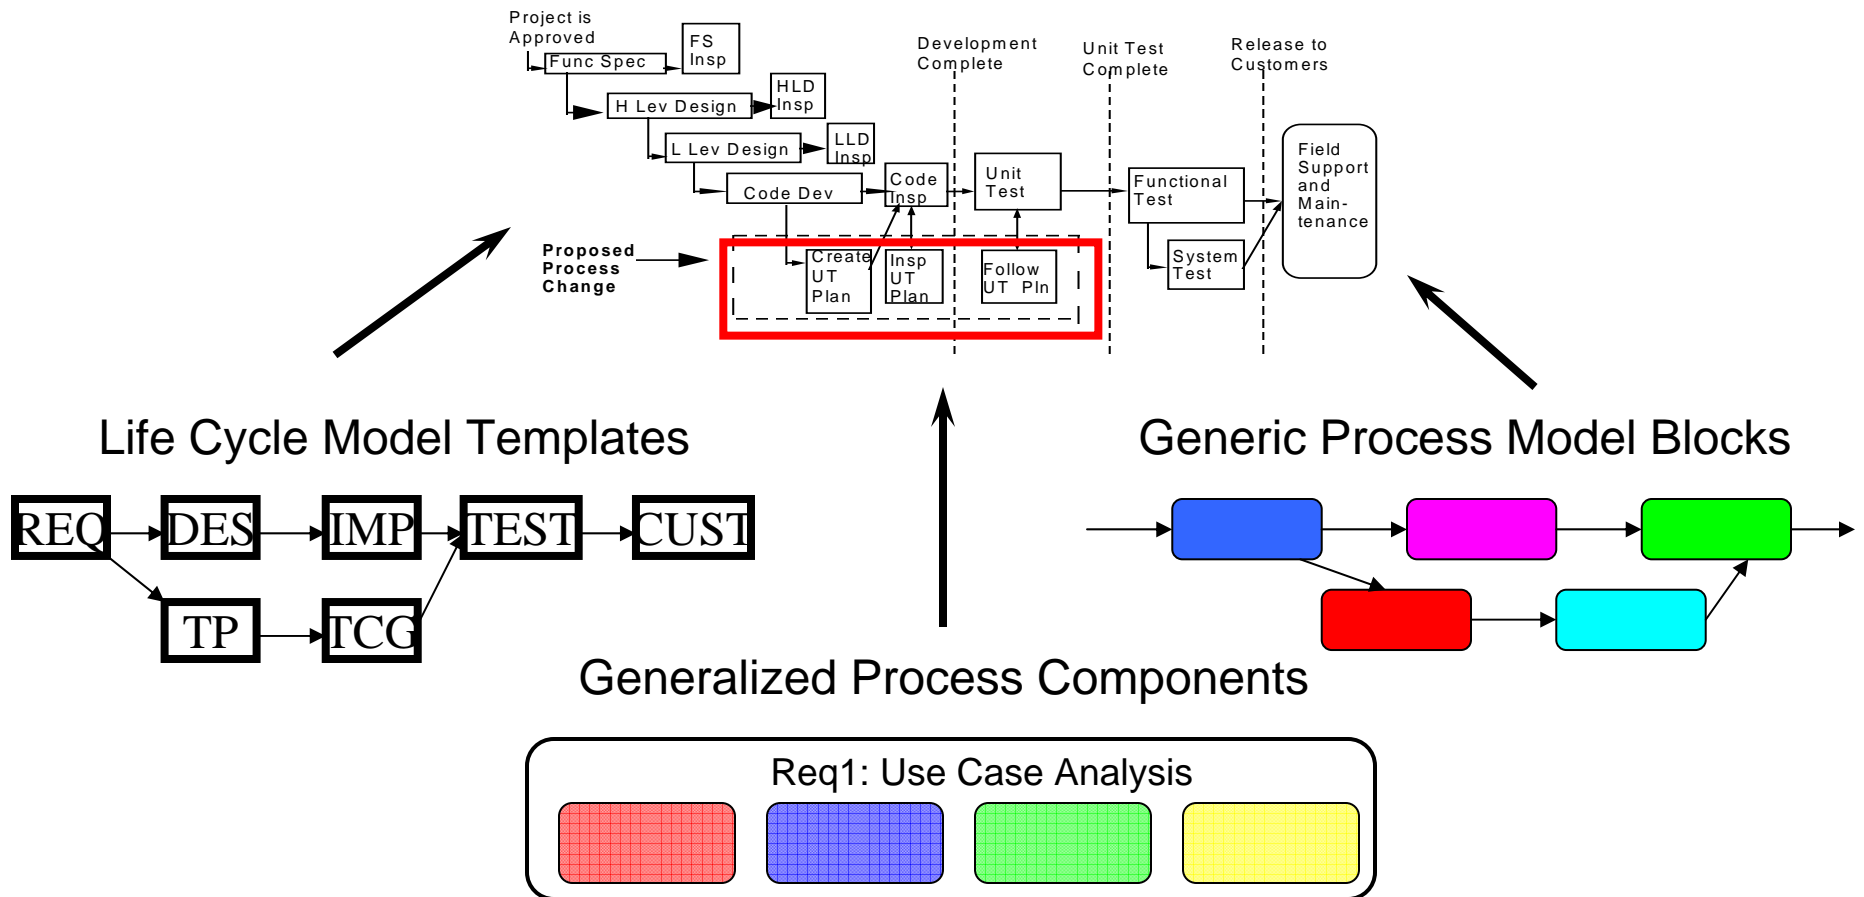 Project is
Approved
FS
Insp
Func Spec
Development
Complete
Unit Test
Complete
Release to
Customers
HLD
Insp
H Lev Design
LLD
Insp
L Lev Design
Code
Insp
Code Dev
Unit
Test
Functional
Test
Field
Support
and
Main-
tenance
System
Test
Proposed
Process
Change
Create
UT
Plan
Insp
UT
Plan
Follow
UT Pln
Life Cycle Model Templates
Generic Process Model Blocks
REQ
DES
IMP
TEST
CUST
TP
TCG
Generalized Process Components
Req1: Use Case Analysis